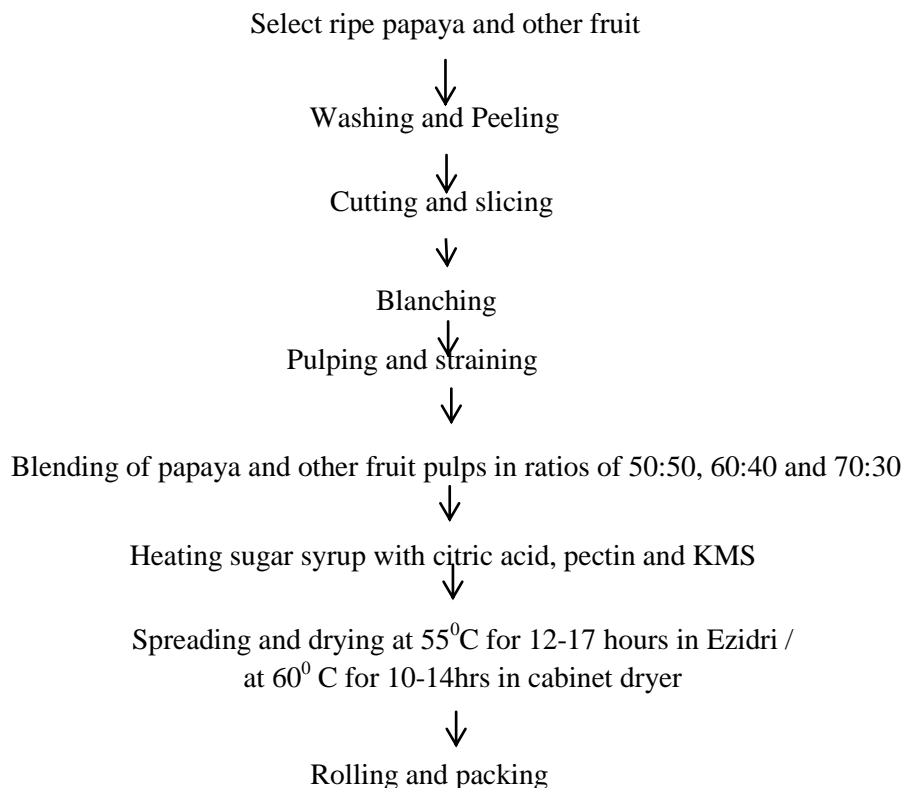 Select ripe papaya and other fruit
Washing and Peeling
Cutting and slicing
Blanching
Pulping and straining
Blending of papaya and other fruit pulps in ratios of 50:50, 60:40 and 70:30
Heating sugar syrup with citric acid, pectin and KMS
Spreading and drying at 55⁰C for 12-17 hours in Ezidri /
at 60⁰ C for 10-14hrs in cabinet dryer
Rolling and packing